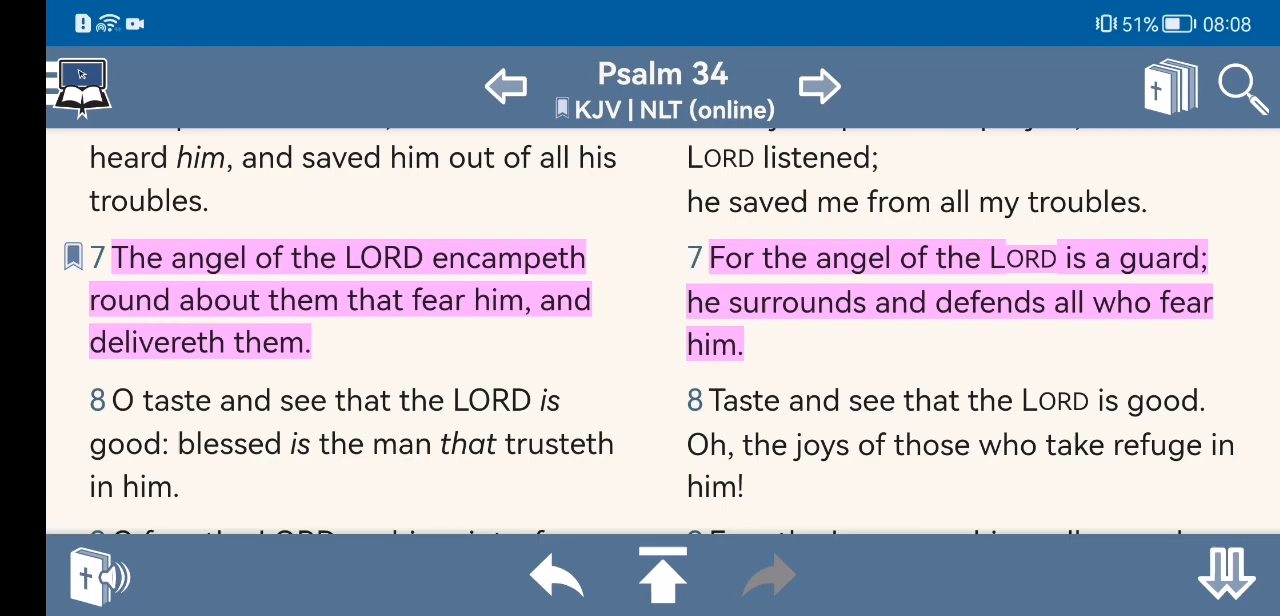 51% 08:08
Psalm 34
KJV | NLT (online)
heard him, and saved him out of all his
troubles.
7 The angel of the LORD encampeth
round about them that fear him, and
delivereth them.
8 O taste and see that the LORD is
good: blessed is the man that trusteth
in him.
LORD listened;
he saved me from all my troubles.
7 For the angel of the LORD is a guard;
he surrounds and defends all who fear
him.
8 Taste and see that the LORD is good.
Oh, the joys of those who take refuge in
him!